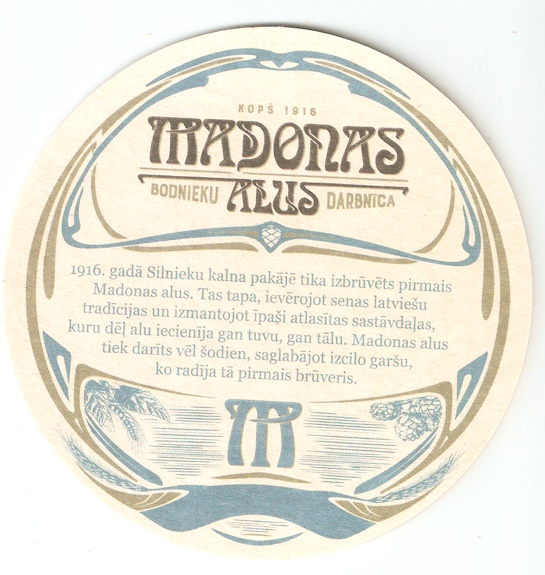 KOPŠ 1916
MADONAS
BODNIEKU ALUS DARBNĪCA
1916. gadā Silnieku kalna pakājē tika izbrūvēts pirmais
Madonas alus. Tas tapa, ievērojot senas latviešu
tradīcijas un izmantojot īpaši atlasītas sastāvdaļas,
kuru dēļ alu iecienīja gan tuvu, gan tālu. Madonas alus
tiek darīts vēl šodien, saglabājot izcilo garšu,
ko radīja tā pirmais brūveris.
M